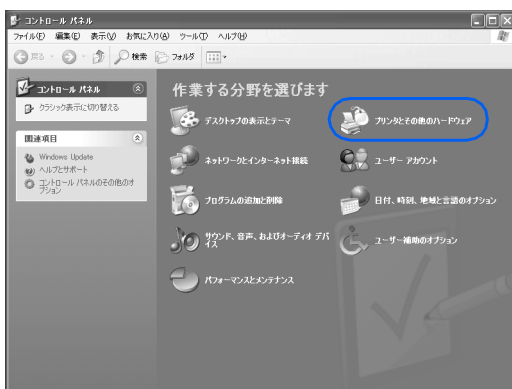 コントロール パネル
ファイル(F) 編集(E) 表示(V) お気に入り(A) ツール(T) ヘルプ(H)
戻る 検索 フォルダ
コントロール パネル
クラシック表示に切り替える
関連項目
Windows Update
ヘルプとサポート
コントロール パネルのその他のオ
プション
作業する分野を選びます
デスクトップの表示とテーマ
プリンタとその他のハードウェア
ネットワークとインターネット接続
ユーザー アカウント
プログラムの追加と削除
日付、時刻、地域と言語のオプション
サウンド、音声、およびオーディオ デバ
イス
ユーザー補助のオプション
パフォーマンスとメンテナンス